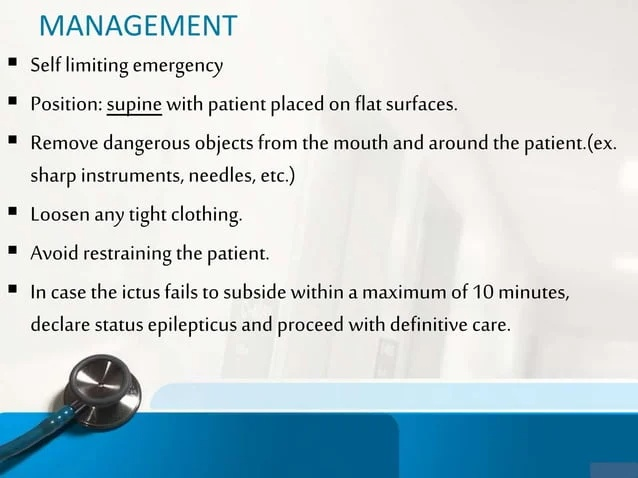 MANAGEMENT
▪ Self limiting emergency
▪ Position: supine with patient placed on flat surfaces.
▪ Remove dangerous objects from the mouth and around the patient.(ex.
sharp instruments, needles, etc.)
▪ Loosen any tight clothing.
▪ Avoid restraining the patient.
▪ In case the ictus fails to subside within a maximum of 10 minutes,
declare status epilepticus and proceed with definitive care.